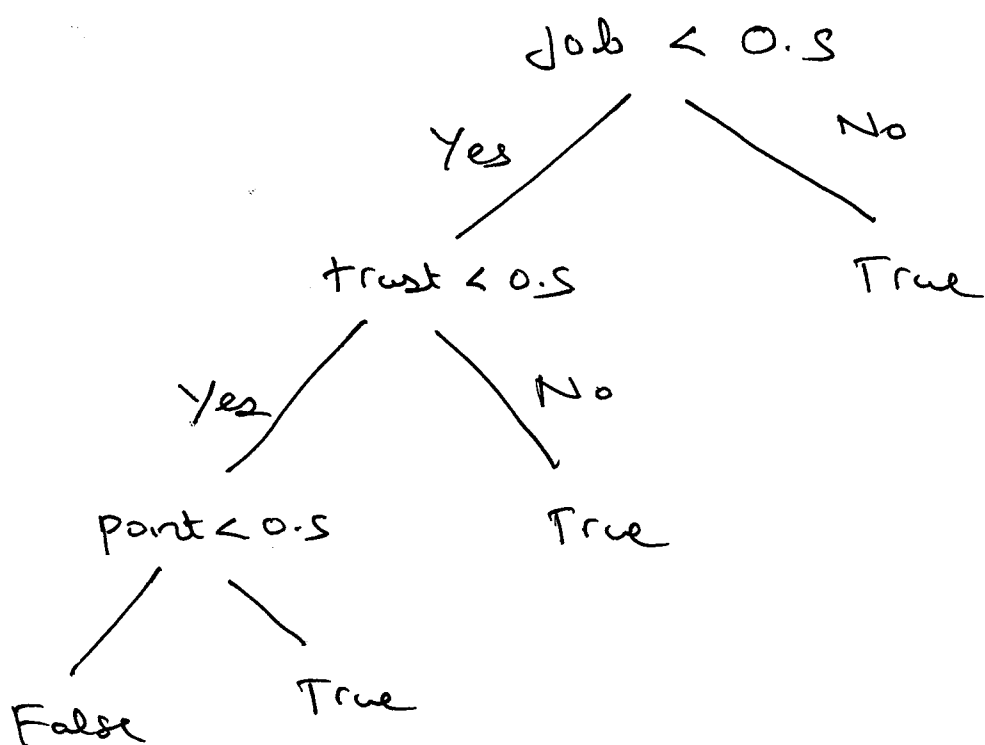 Job < 0.5
Yes
No
trust < 0.5
True
Yes
No
point < 0.5
True
False
True